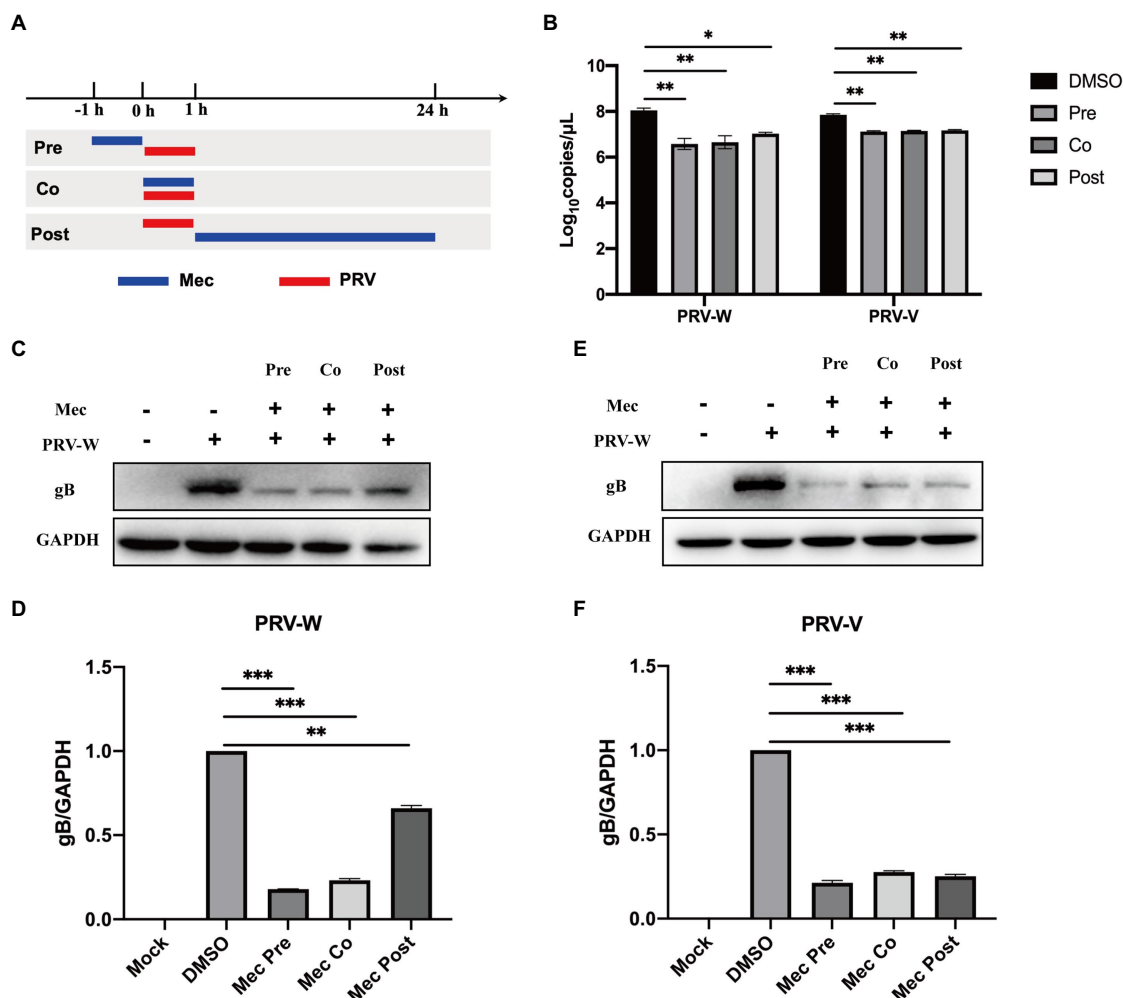 A
-1 h 0 h 1 h 24 h
Pre
Co
Post
Mec PRV
B
* **
** **
** **
10
8
6
4
2
0
Log10copies/μL
PRV-W PRV-V
DMSO
Pre
Co
Post
C
Pre Co Post
Mec - - + + +
PRV-W - + + + +
gB
GAPDH
E
Pre Co Post
Mec - - + + +
PRV-W - + + + +
gB
GAPDH
D
PRV-W
***
***
**
1.5
1.0
0.5
0.0
gB/GAPDH
Mock DMSO Mec Pre Mec Co Mec Post
F
PRV-V
***
***
***
1.5
1.0
0.5
0.0
gB/GAPDH
Mock DMSO Mec Pre Mec Co Mec Post